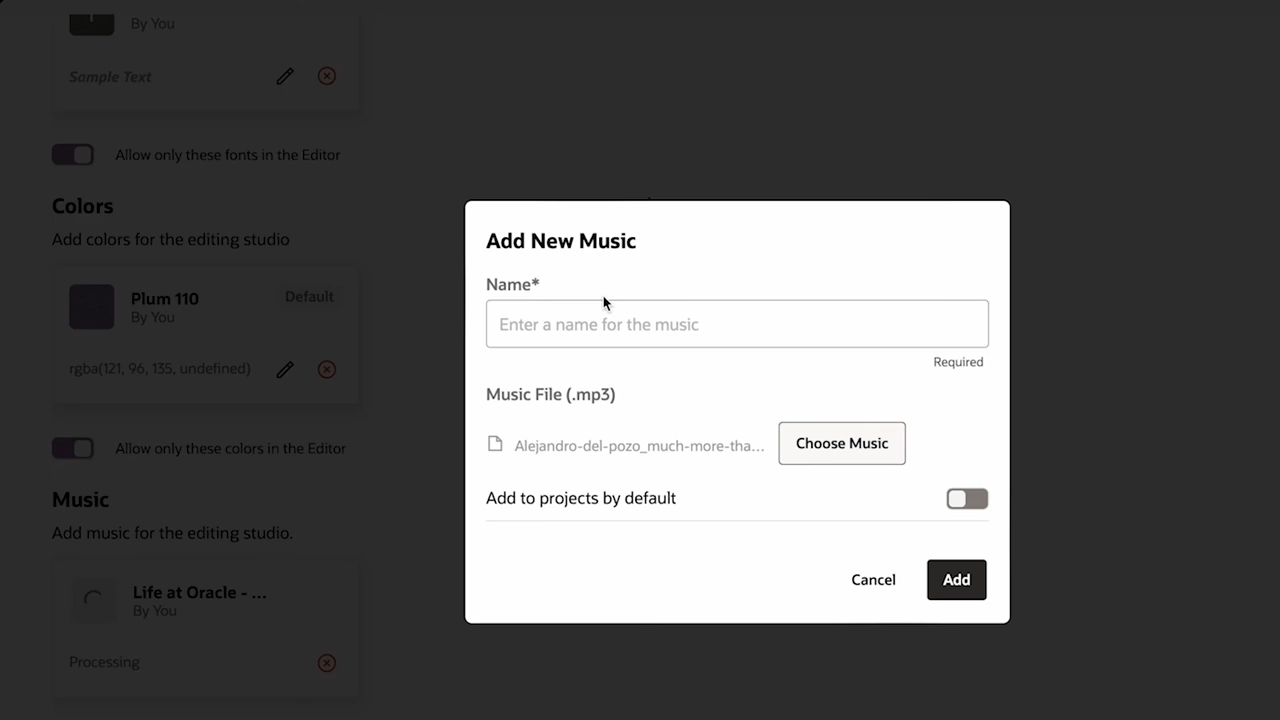 By You
Sample Text
Allow only these fonts in the Editor
Colors
Add colors for the editing studio
Plum 110
Default
By You
rgba(121, 96, 135, undefined)
Allow only these colors in the Editor
Music
Add music for the editing studio.
Life at Oracle - ...
By You
Processing
Add New Music
Name*
Enter a name for the music
Required
Music File (.mp3)
Alejandro-del-pozo_much-more-tha...
Choose Music
Add to projects by default
Cancel
Add